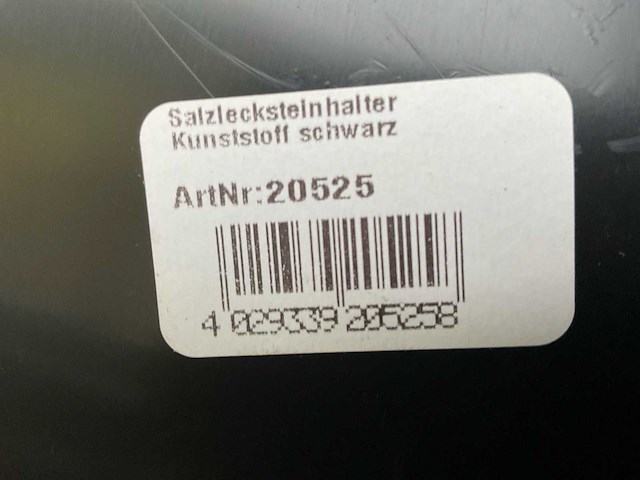 Salzlecksteinhalter
Kunststoff schwarz
ArtNr:20525
4 029339 205258